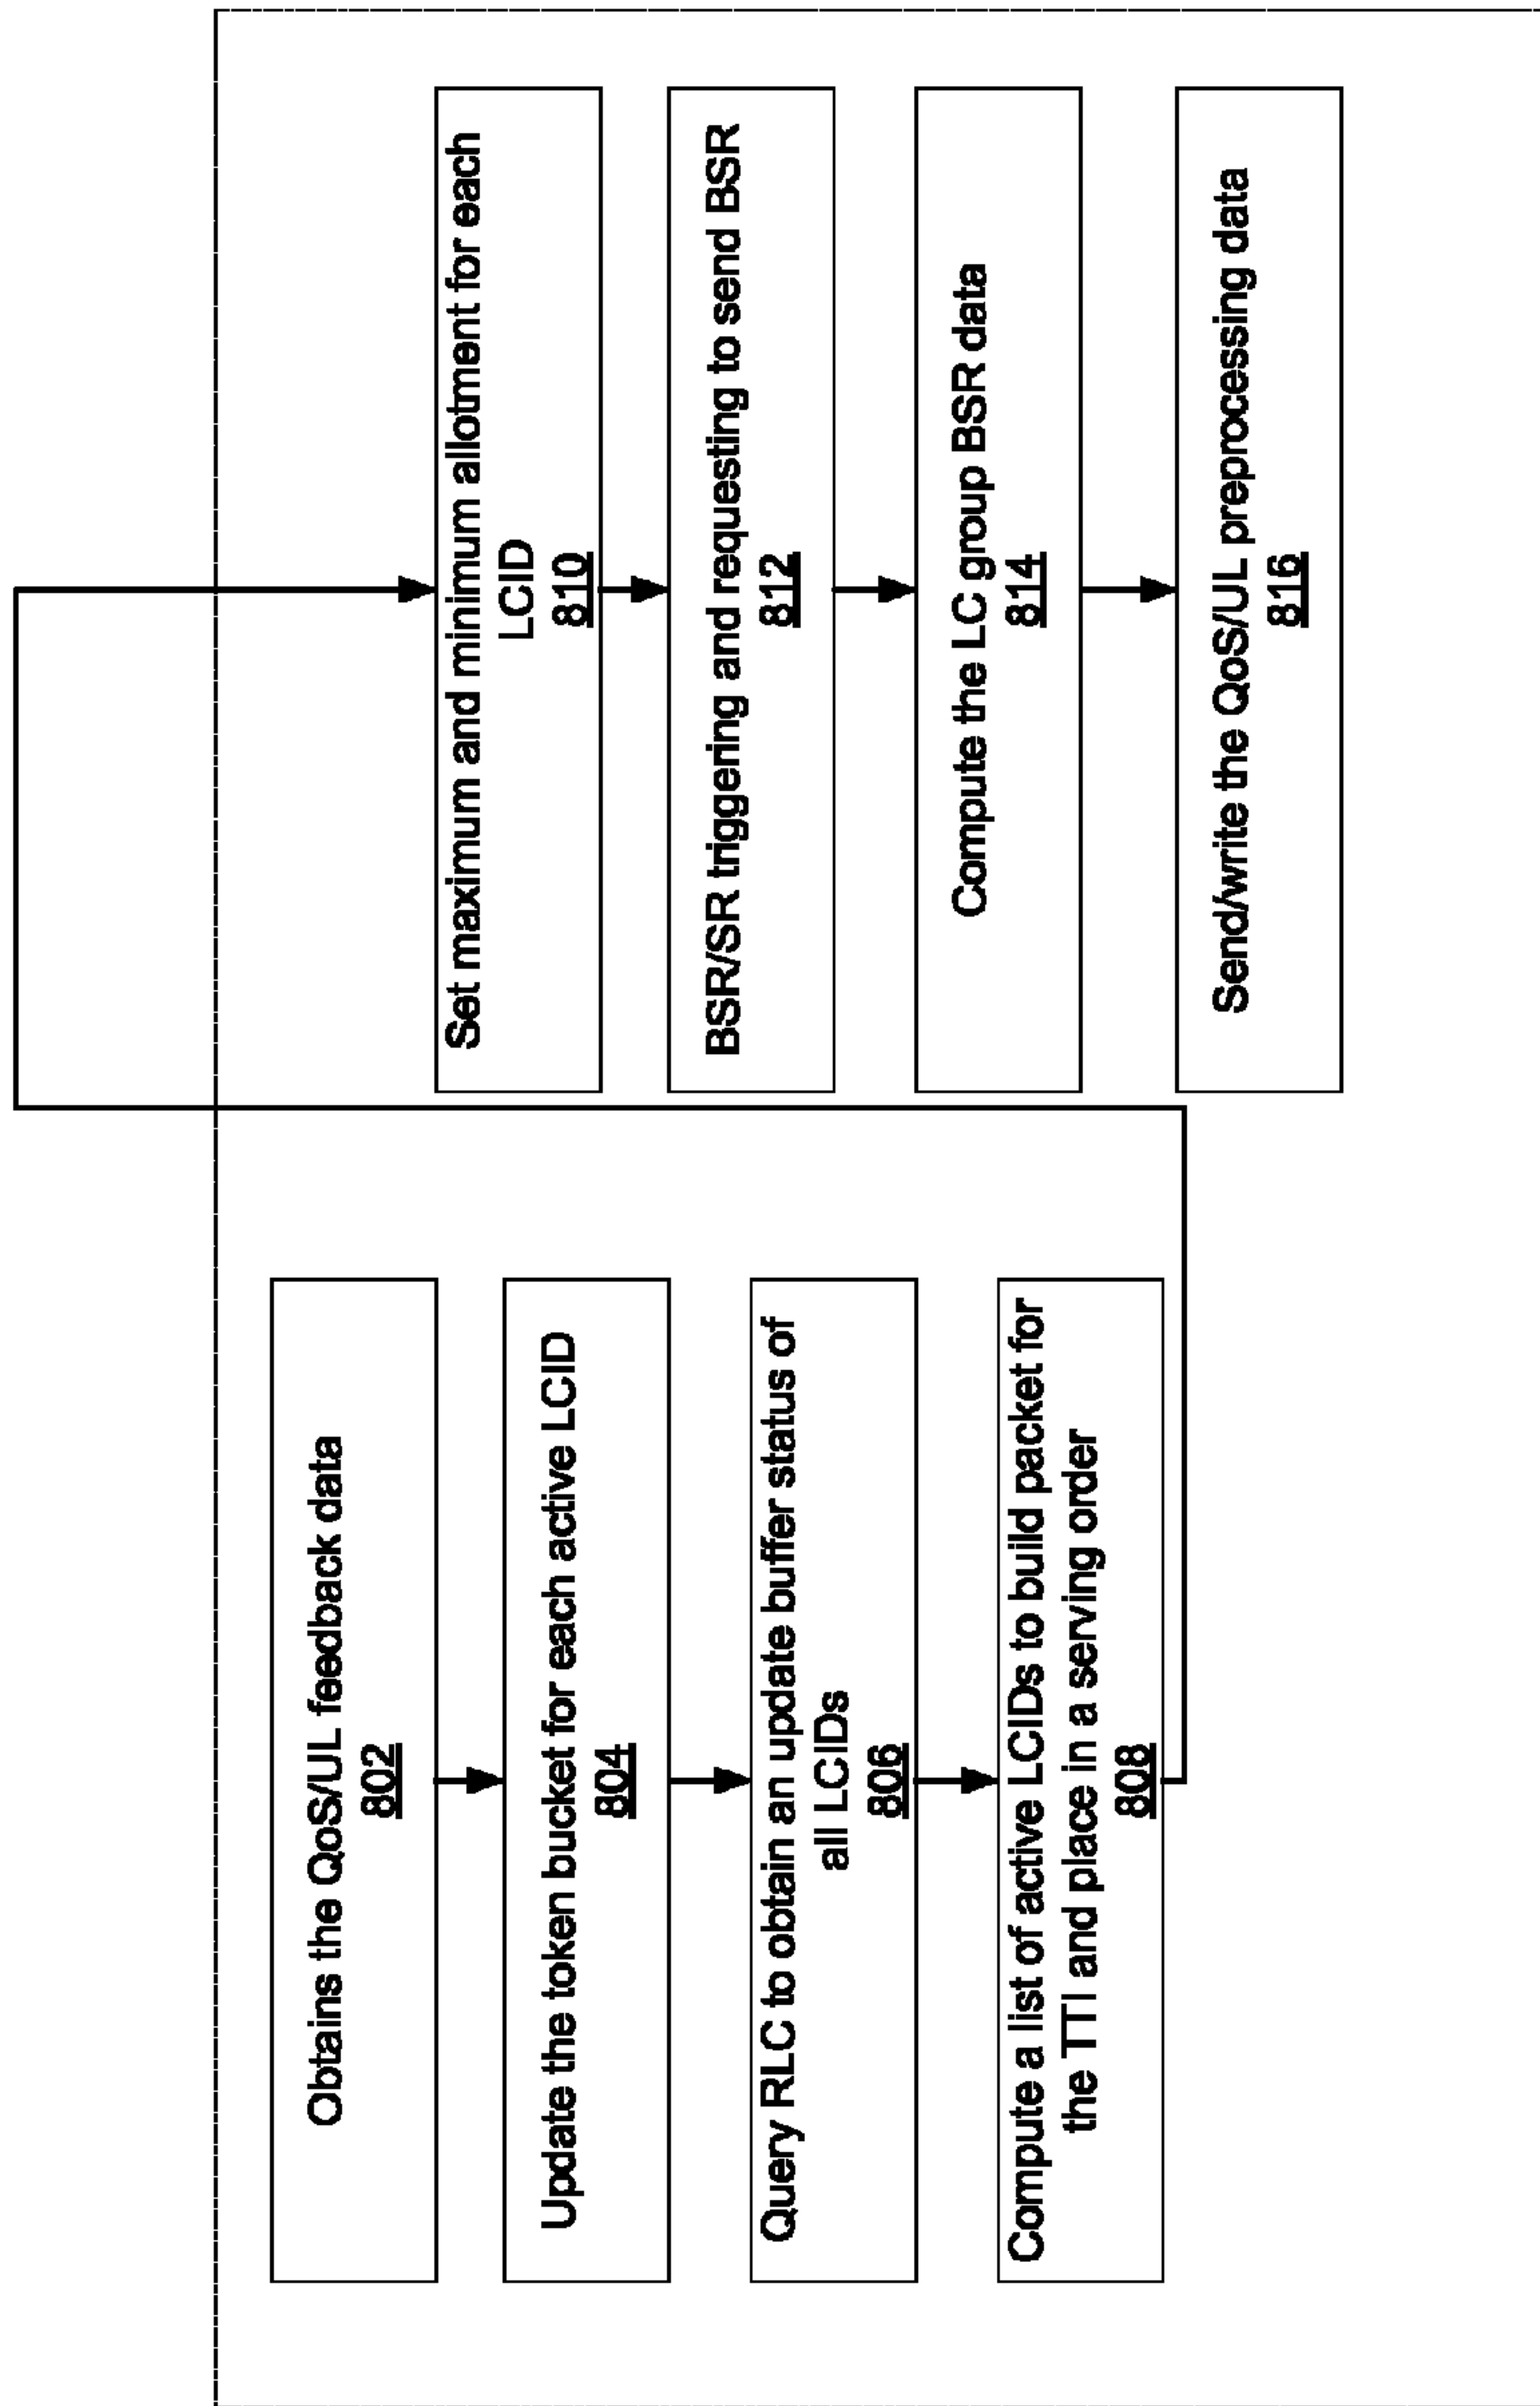 Obtains the QoS/UL feedback data
802
Update the token bucket for each active LCID
804
Query RLC to obtain an update buffer status of
all LCIDs
806
Compute a list of active LCIDs to build packet for
the TTI and place in a serving order
808
Set maximum and minimum allotment for each
LCID
810
BSR/SR triggering and requesting to send BSR
812
Compute the LC group BSR data
814
Send/write the QoS/UL preprocessing data
816